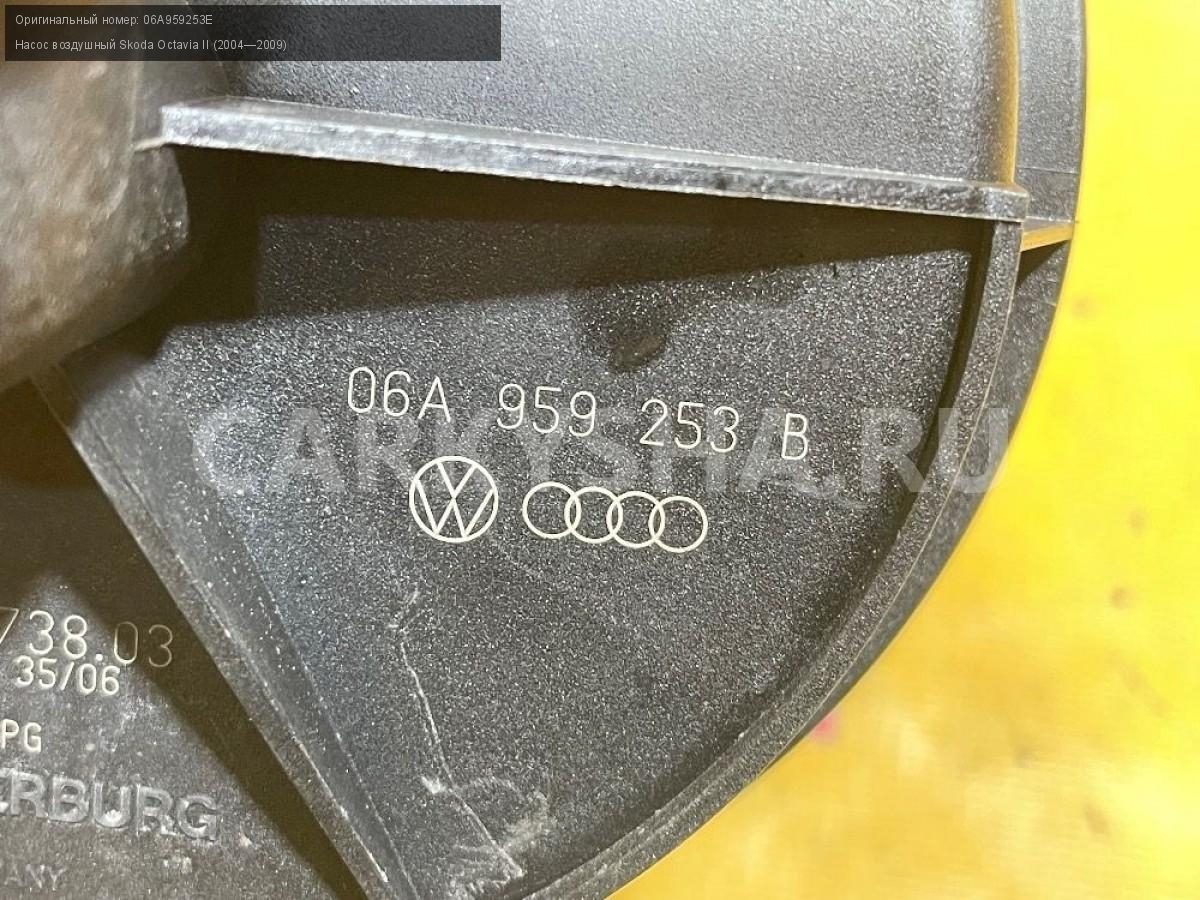 Оригинальный номер: 06A959253E
Насос воздушный Skoda Octavia II (2004—2009)
06A 959 253 B
CARKYSHA.RU
738.03
35/06
PG
ERBURG
ANY